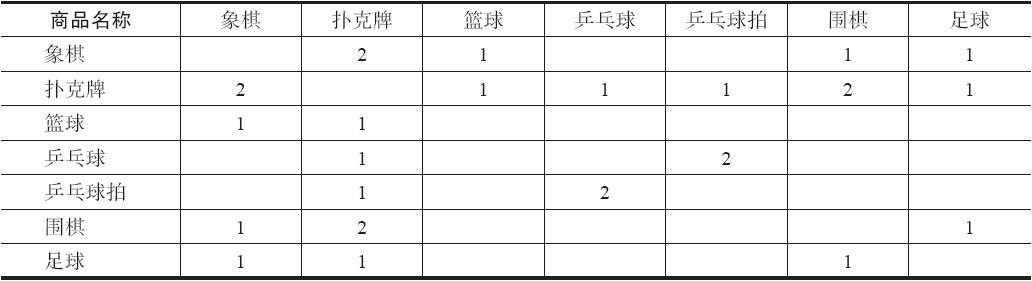 商品名称 象棋 扑克牌 篮球 乒乓球 乒乓球拍 围棋 足球
象棋 2 1 1 1
扑克牌 2 1 1 1 2 1
篮球 1 1
乒乓球 1 2
乒乓球拍 1 2
围棋 1 2 1
足球 1 1 1